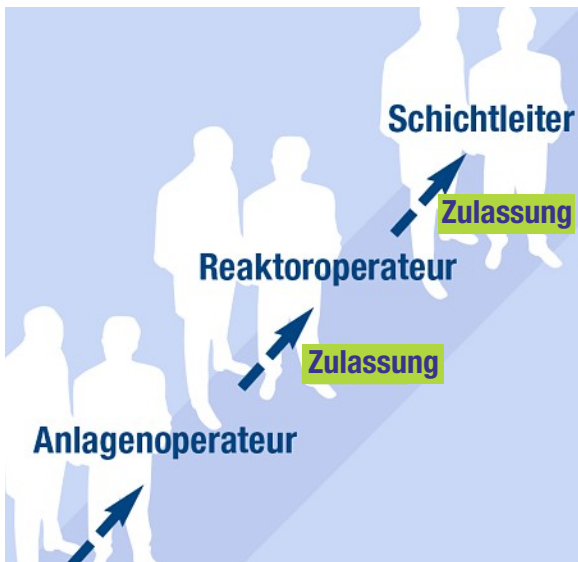 Schichtleiter
Zulassung
Reaktoroperateur
Zulassung
Anlagenoperateur